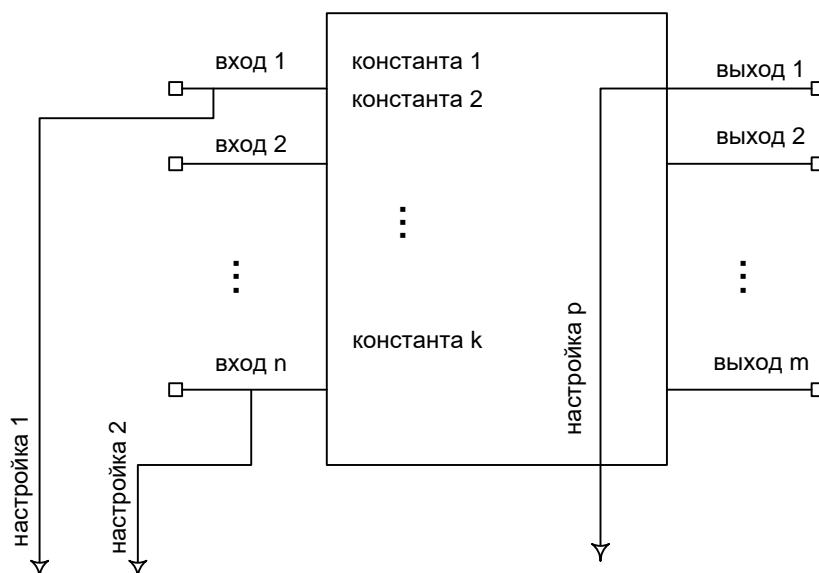 вход 1
константа 1
выход 1
константа 2
вход 2
выход 2
вход n
константа k
выход m
настройка 1
настройка 2
настройка p